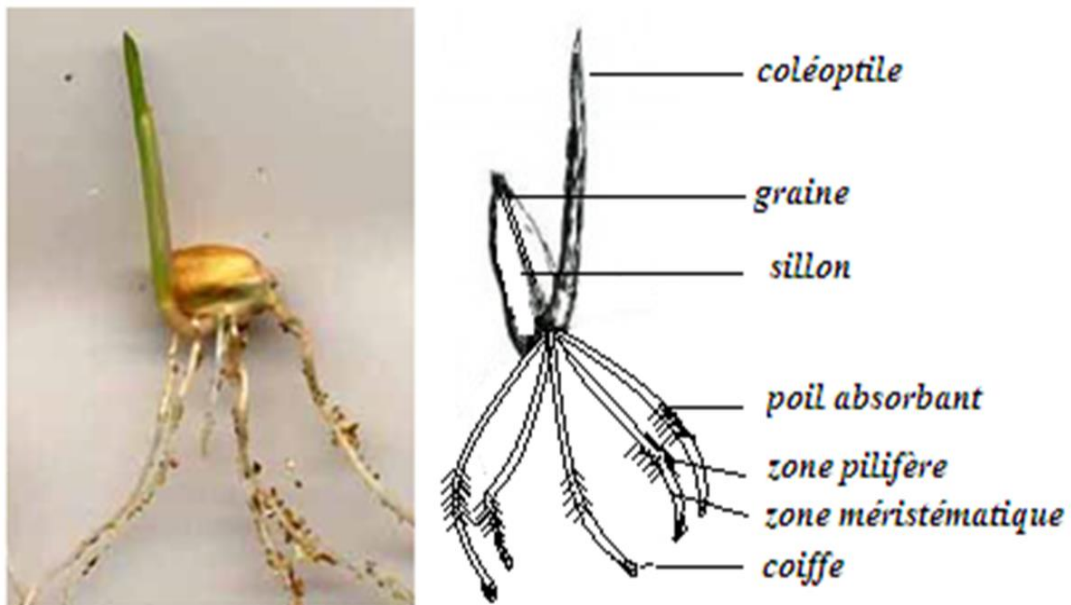 coléoptile
graine
sillon
poil absorbant
zone pilifère
zone méristématique
coiffe